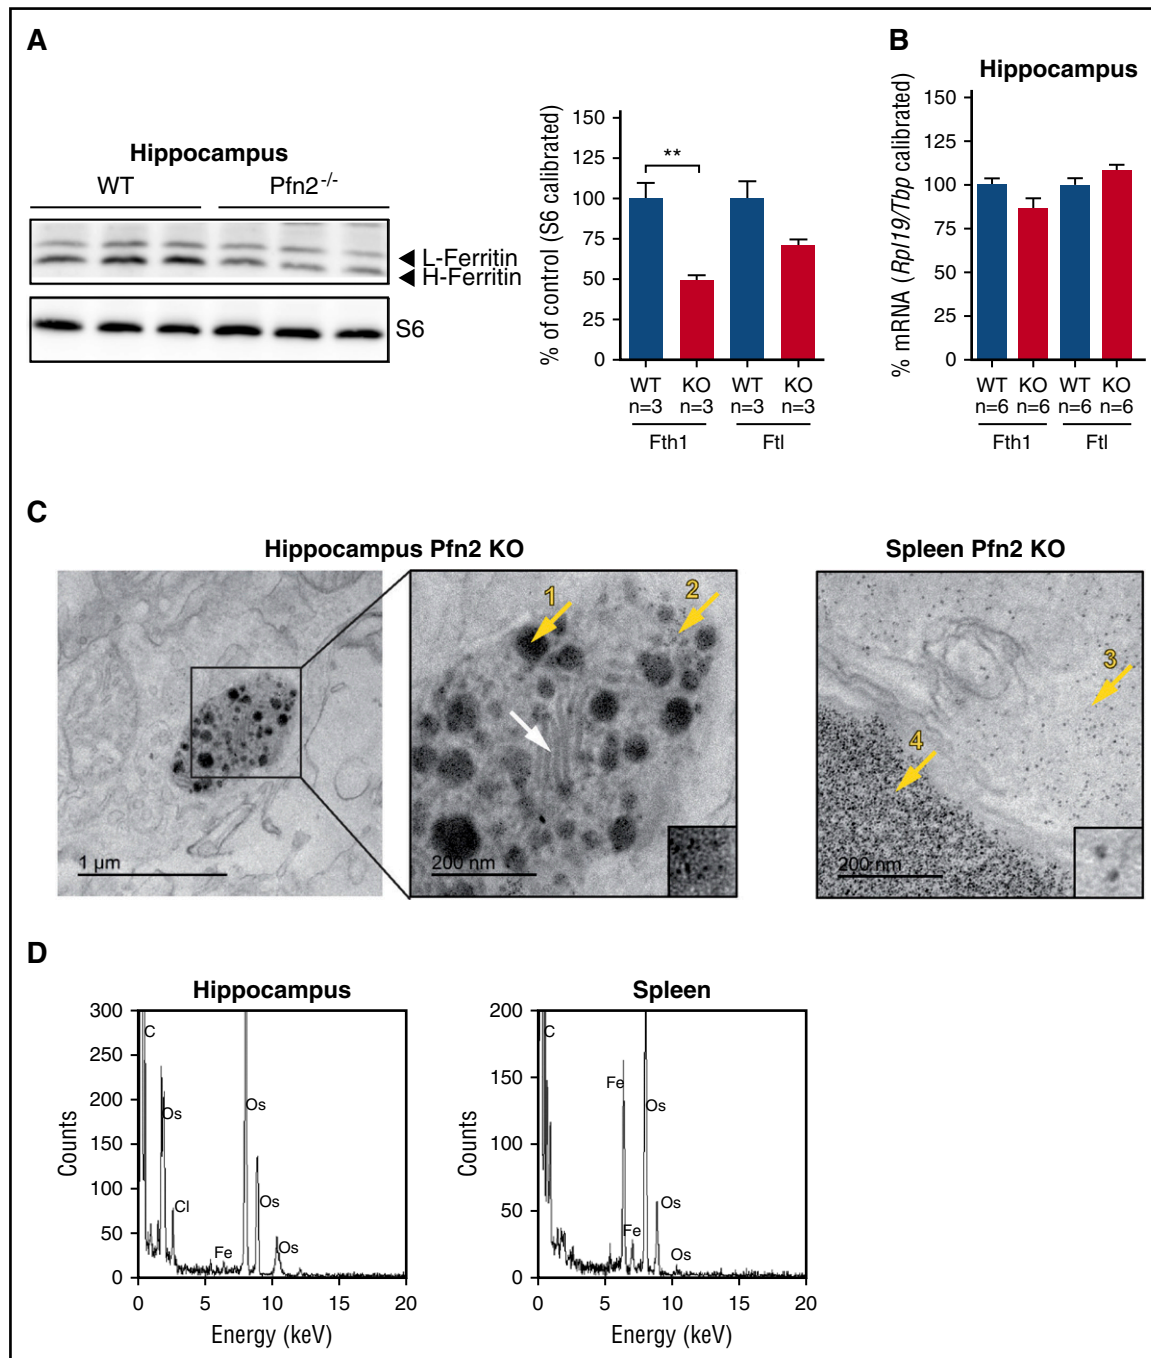 A
Hippocampus
WT Pfn2-/-
L-Ferritin
H-Ferritin
S6
% of control (S6 calibrated)
150
125
100
75
50
25
0
**
WT KO WT KO
n=3 n=3 n=3 n=3
Fth1 Ftl
B
Hippocampus
% mRNA (Rpl19/Tbp calibrated)
150
125
100
75
50
25
0
WT KO WT KO
n=6 n=6 n=6 n=6
Fth1 Ftl
C
Hippocampus Pfn2 KO
1 µm
1
2
200 nm
Spleen Pfn2 KO
3
4
200 nm
D
Hippocampus
Counts
300
250
200
150
100
50
0
C
Os
Cl
Fe
Os
Os
Os
0 5 10 15 20
Energy (keV)
Spleen
Counts
200
150
100
50
0
C
Fe
Fe
Os
Os
Os
0 5 10 15 20
Energy (keV)